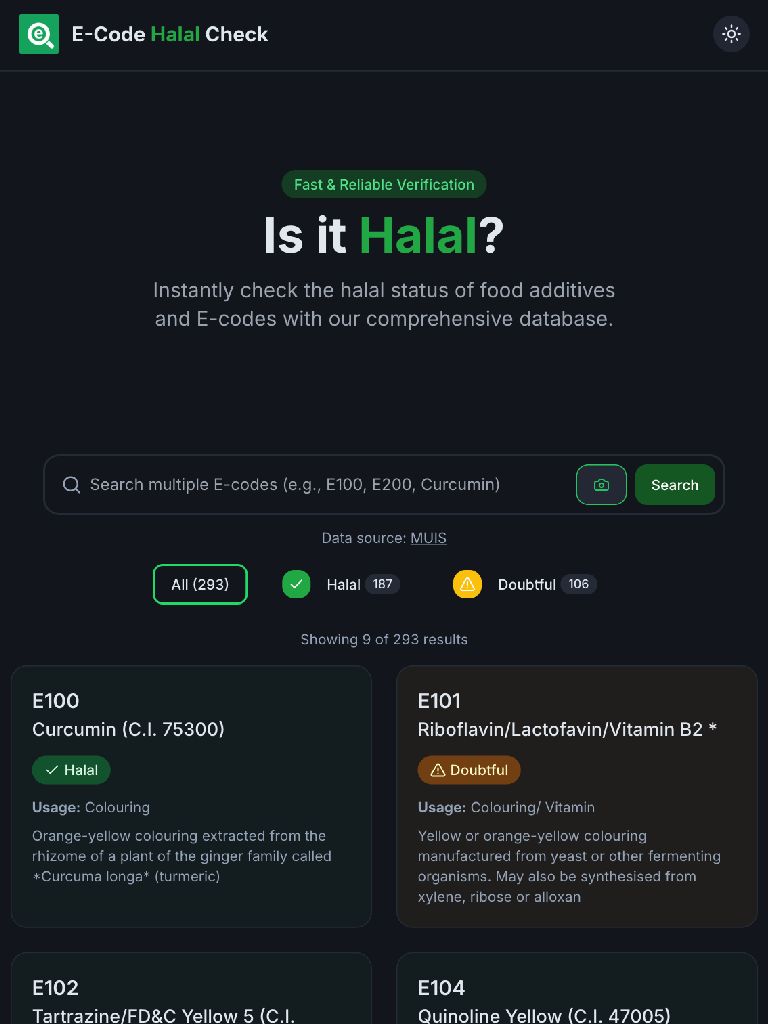 E-Code Halal Check
Fast & Reliable Verification
Is it Halal?
Instantly check the halal status of food additives
and E-codes with our comprehensive database.
Search multiple E-codes (e.g., E100, E200, Curcumin)
Search
Data source: MUIS
All (293)
Halal 187
Doubtful 106
Showing 9 of 293 results
E100
Curcumin (C.I. 75300)
Halal
Usage: Colouring
Orange-yellow colouring extracted from the
rhizome of a plant of the ginger family called
*Curcuma longa* (turmeric)
E101
Riboflavin/Lactofavin/Vitamin B2 *
Doubtful
Usage: Colouring/ Vitamin
Yellow or orange-yellow colouring
manufactured from yeast or other fermenting
organisms. May also be synthesised from
xylene, ribose or alloxan
E102
Tartrazine/FD&C Yellow 5 (C.I.
E104
Quinoline Yellow (C.I. 47005)